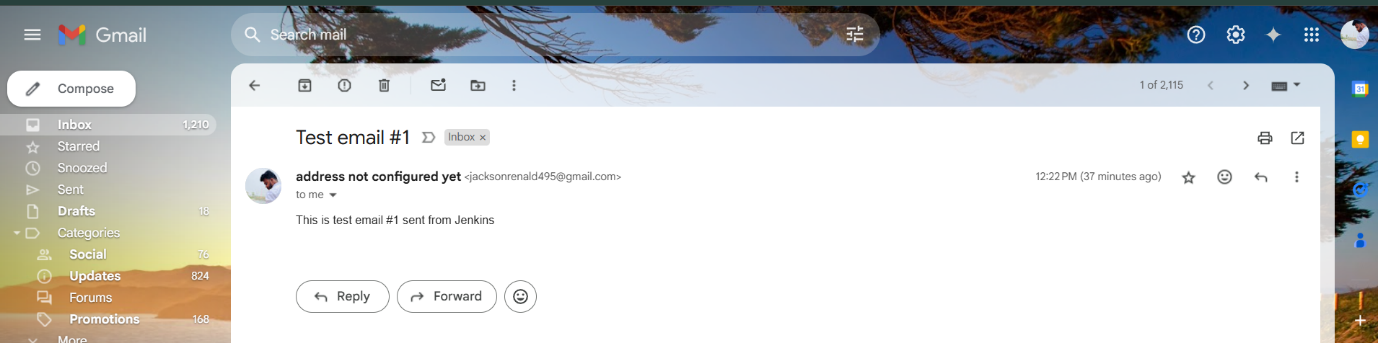 Gmail
Search mail
Compose
1 of 2,115
Inbox 1,210
Starred
Snoozed
Sent
Drafts 18
Categories
Social 76
Updates 824
Forums
Promotions 168
More
Test email #1 Inbox ×
address not configured yet <jacksonrenald495@gmail.com> 12:22 PM (37 minutes ago)
to me
This is test email #1 sent from Jenkins
Reply Forward
31